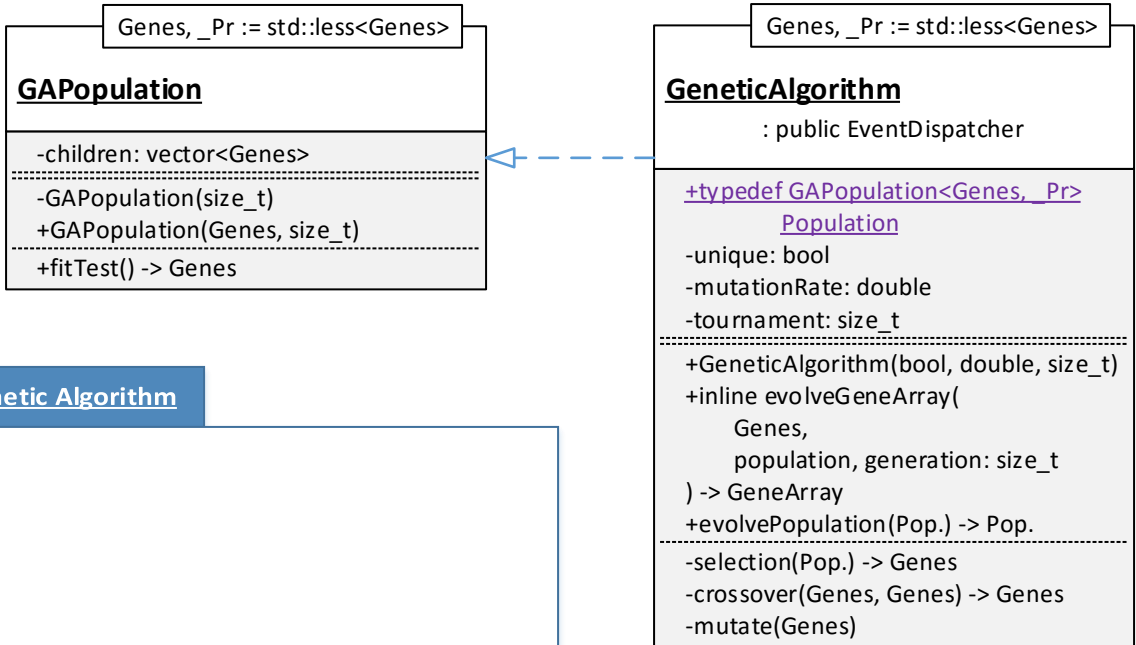 Genes, _Pr := std::less<Genes>
GAPopulation
-children: vector<Genes>
-GAPopulation(size_t)
+GAPopulation(Genes, size_t)
+fitTest() -> Genes
Genes, _Pr := std::less<Genes>
GeneticAlgorithm
: public EventDispatcher
+typedef GAPopulation<Genes, _Pr>
Population
-unique: bool
-mutationRate: double
-tournament: size_t
+GeneticAlgorithm(bool, double, size_t)
+inline evolveGeneArray(
Genes,
population, generation: size_t
) -> GeneArray
+evolvePopulation(Pop.) -> Pop.
-selection(Pop.) -> Genes
-crossover(Genes, Genes) -> Genes
-mutate(Genes)
netic Algorithm